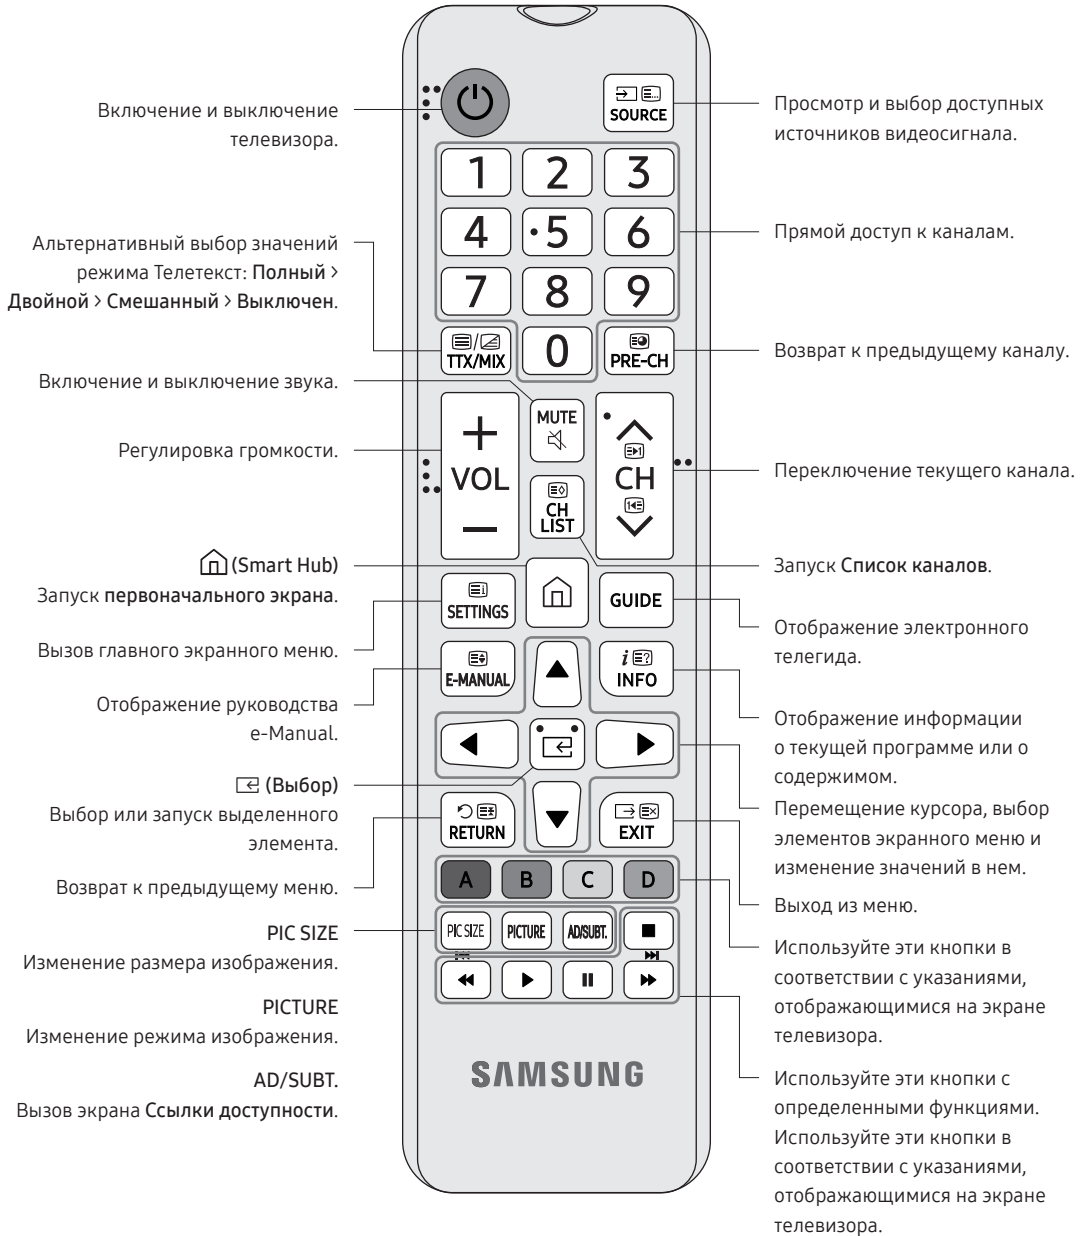 Включение и выключение
телевизора.
Альтернативный выбор значений
режима Телетекст: Полный >
Двойной > Смешанный > Выключен.
Включение и выключение звука.
Регулировка громкости.
(Smart Hub)
Запуск первоначального экрана.
Вызов главного экранного меню.
Отображение руководства
e-Manual.
(Выбор)
Выбор или запуск выделенного
элемента.
Возврат к предыдущему меню.
PIC SIZE
Изменение размера изображения.
PICTURE
Изменение режима изображения.
AD/SUBT.
Вызов экрана Ссылки доступности.
SOURCE
1 2 3
4 5 6
7 8 9
TTX/MIX 0 PRE-CH
MUTE
+
VOL
—
CH
CH
LIST
SETTINGS
GUIDE
E-MANUAL
i
INFO
RETURN
EXIT
A B C D
PIC SIZE PICTURE AD/SUBT.
SAMSUNG
Просмотр и выбор доступных
источников видеосигнала.
Прямой доступ к каналам.
Возврат к предыдущему каналу.
Переключение текущего канала.
Запуск Список каналов.
Отображение электронного
телегида.
Отображение информации
о текущей программе или о
содержимом.
Перемещение курсора, выбор
элементов экранного меню и
изменение значений в нем.
Выход из меню.
Используйте эти кнопки в
соответствии с указаниями,
отображающимися на экране
телевизора.
Используйте эти кнопки с
определенными функциями.
Используйте эти кнопки в
соответствии с указаниями,
отображающимися на экране
телевизора.